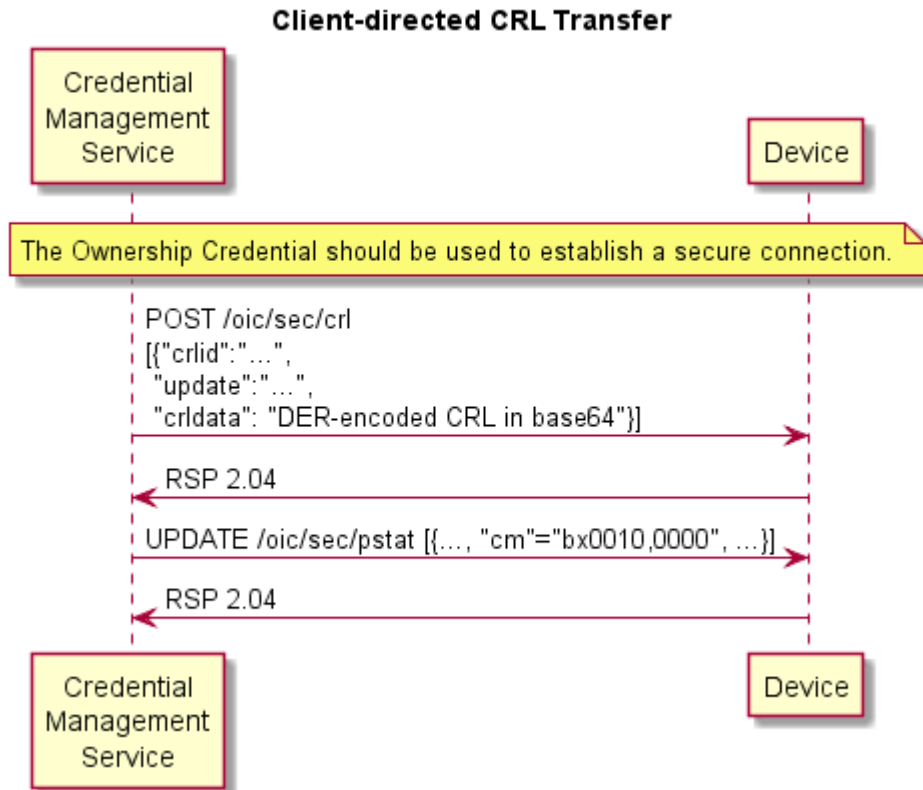 Client-directed CRL Transfer
Credential
Management
Service
Device
The Ownership Credential should be used to establish a secure connection.
POST /oic/sec/crl
[{"crlid":"...",
"update":"...",
"crldata": "DER-encoded CRL in base64"}]
RSP 2.04
UPDATE /oic/sec/pstat [{..., "cm"="bx0010,0000", ...}]
RSP 2.04
Credential
Management
Service
Device